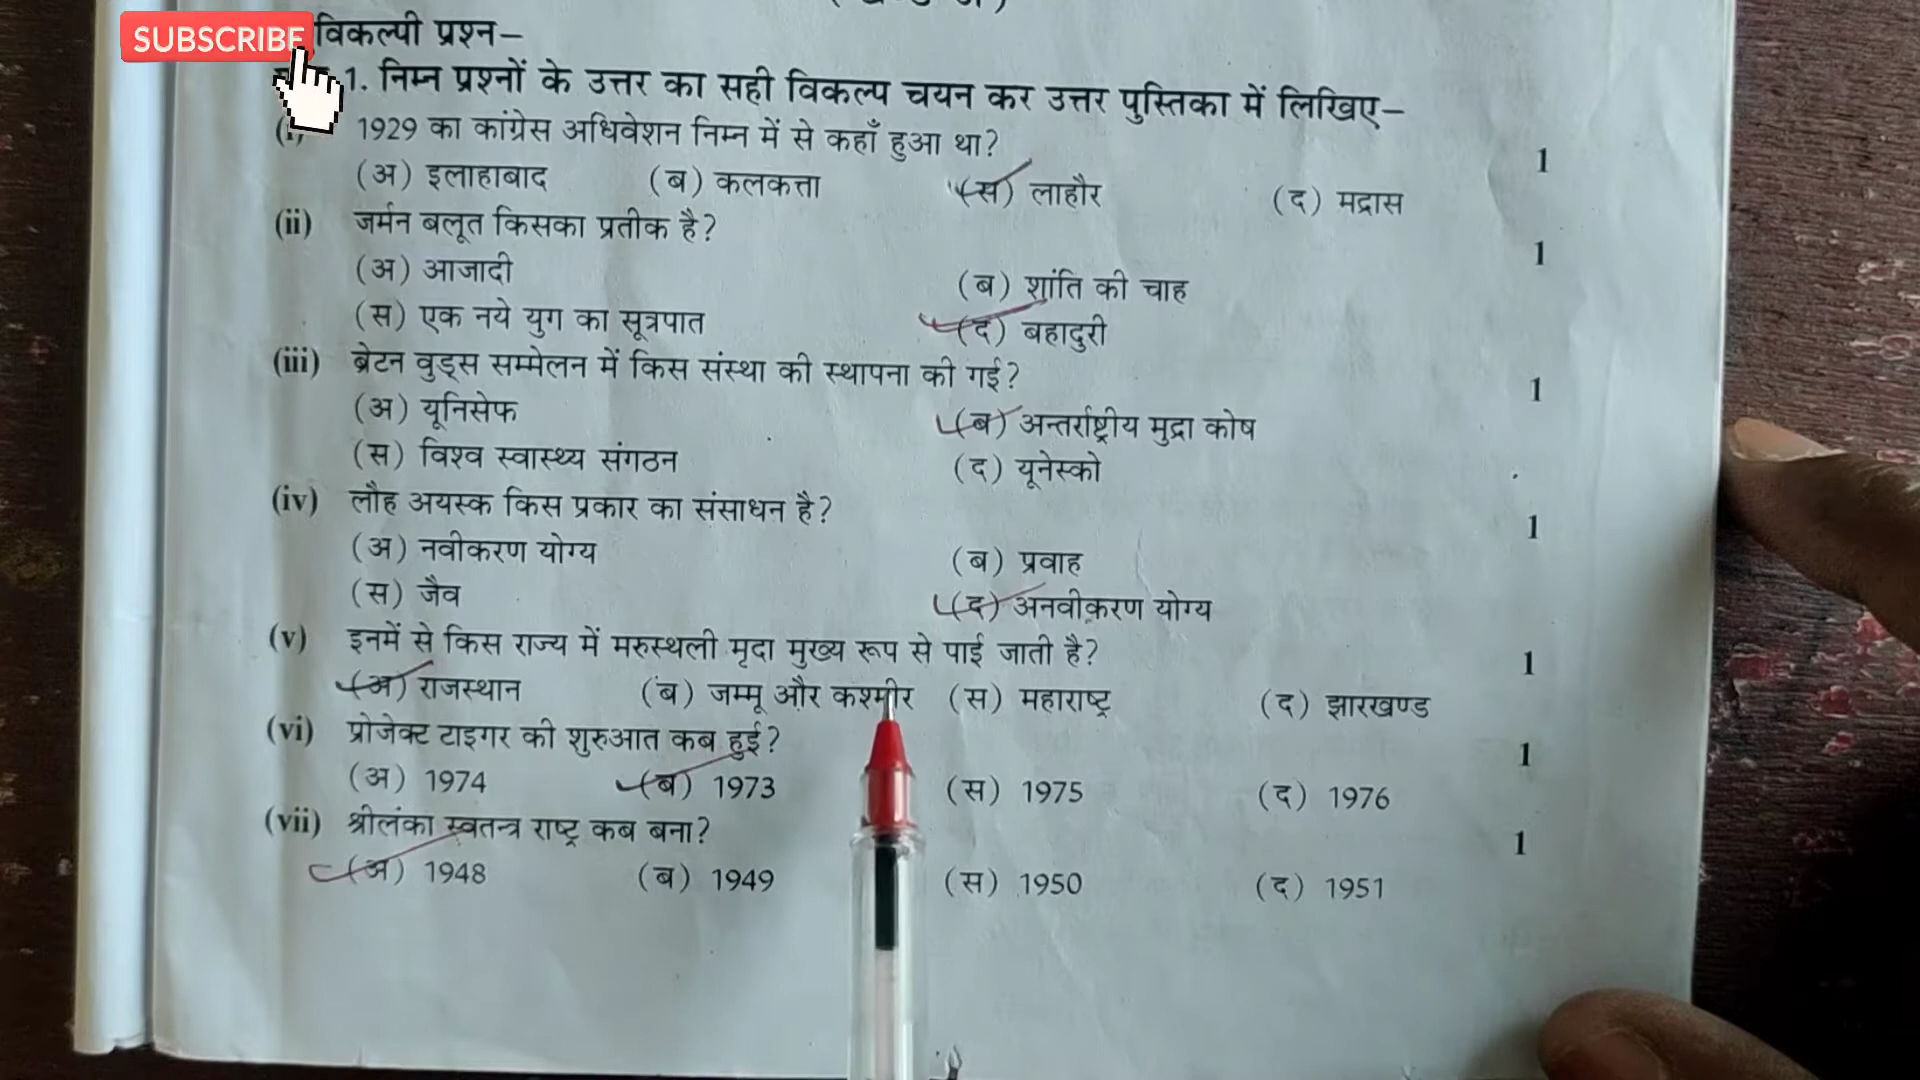 SUBSCRIBE
विकल्पी प्रश्न–
1. निम्न प्रश्नों के उत्तर का सही विकल्प चयन कर उत्तर पुस्तिका में लिखिए–
(i) 1929 का कांग्रेस अधिवेशन निम्न में से कहाँ हुआ था? 1
(अ) इलाहाबाद (ब) कलकत्ता (स) लाहौर (द) मद्रास
(ii) जर्मन बलूत किसका प्रतीक है? 1
(अ) आजादी (ब) शांति की चाह
(स) एक नये युग का सूत्रपात (द) बहादुरी
(iii) ब्रेटन वुड्स सम्मेलन में किस संस्था की स्थापना की गई? 1
(अ) यूनिसेफ (ब) अन्तर्राष्ट्रीय मुद्रा कोष
(स) विश्व स्वास्थ्य संगठन (द) यूनेस्को
(iv) लौह अयस्क किस प्रकार का संसाधन है? 1
(अ) नवीकरण योग्य (ब) प्रवाह
(स) जैव (द) अनवीकरण योग्य
(v) इनमें से किस राज्य में मरुस्थली मृदा मुख्य रूप से पाई जाती है? 1
(अ) राजस्थान (ब) जम्मू और कश्मीर (स) महाराष्ट्र (द) झारखण्ड
(vi) प्रोजेक्ट टाइगर की शुरुआत कब हुई? 1
(अ) 1974 (ब) 1973 (स) 1975 (द) 1976
(vii) श्रीलंका स्वतन्त्र राष्ट्र कब बना? 1
(अ) 1948 (ब) 1949 (स) 1950 (द) 1951